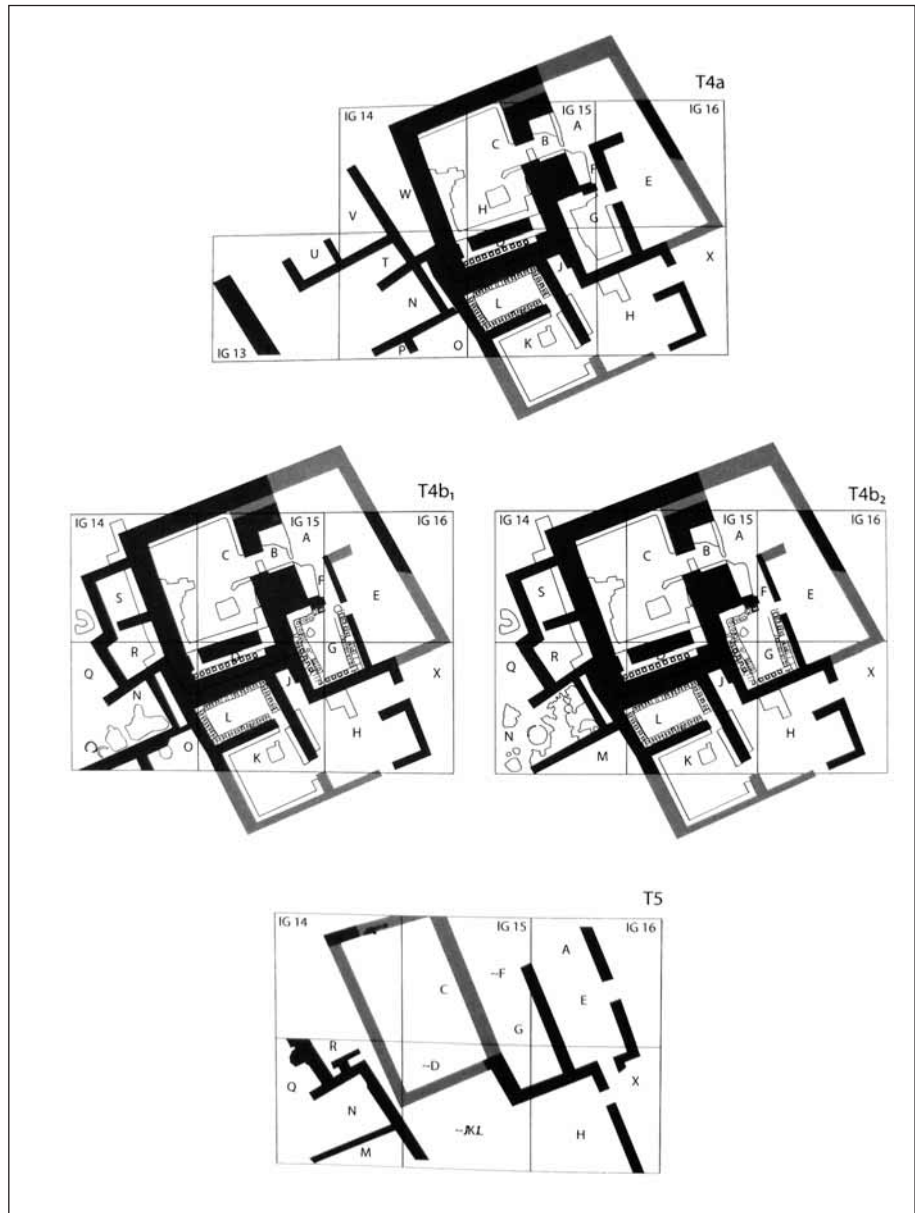 T4a
IG 14 IG 15 IG 16
A
C B
F E
W
H
V G
U T J X
N L H
P O K
IG 13
T4b₁
IG 14 IG 15 IG 16
A
C B
S F E
R G
Q J X
N L
O K H
T4b₂
IG 14 IG 15 IG 16
A
C B
S F E
R G
Q J X
N L
M K H
T5
IG 14 IG 15 IG 16
A
~F
C E
G
R
~D
Q X
N
~JKL H
M